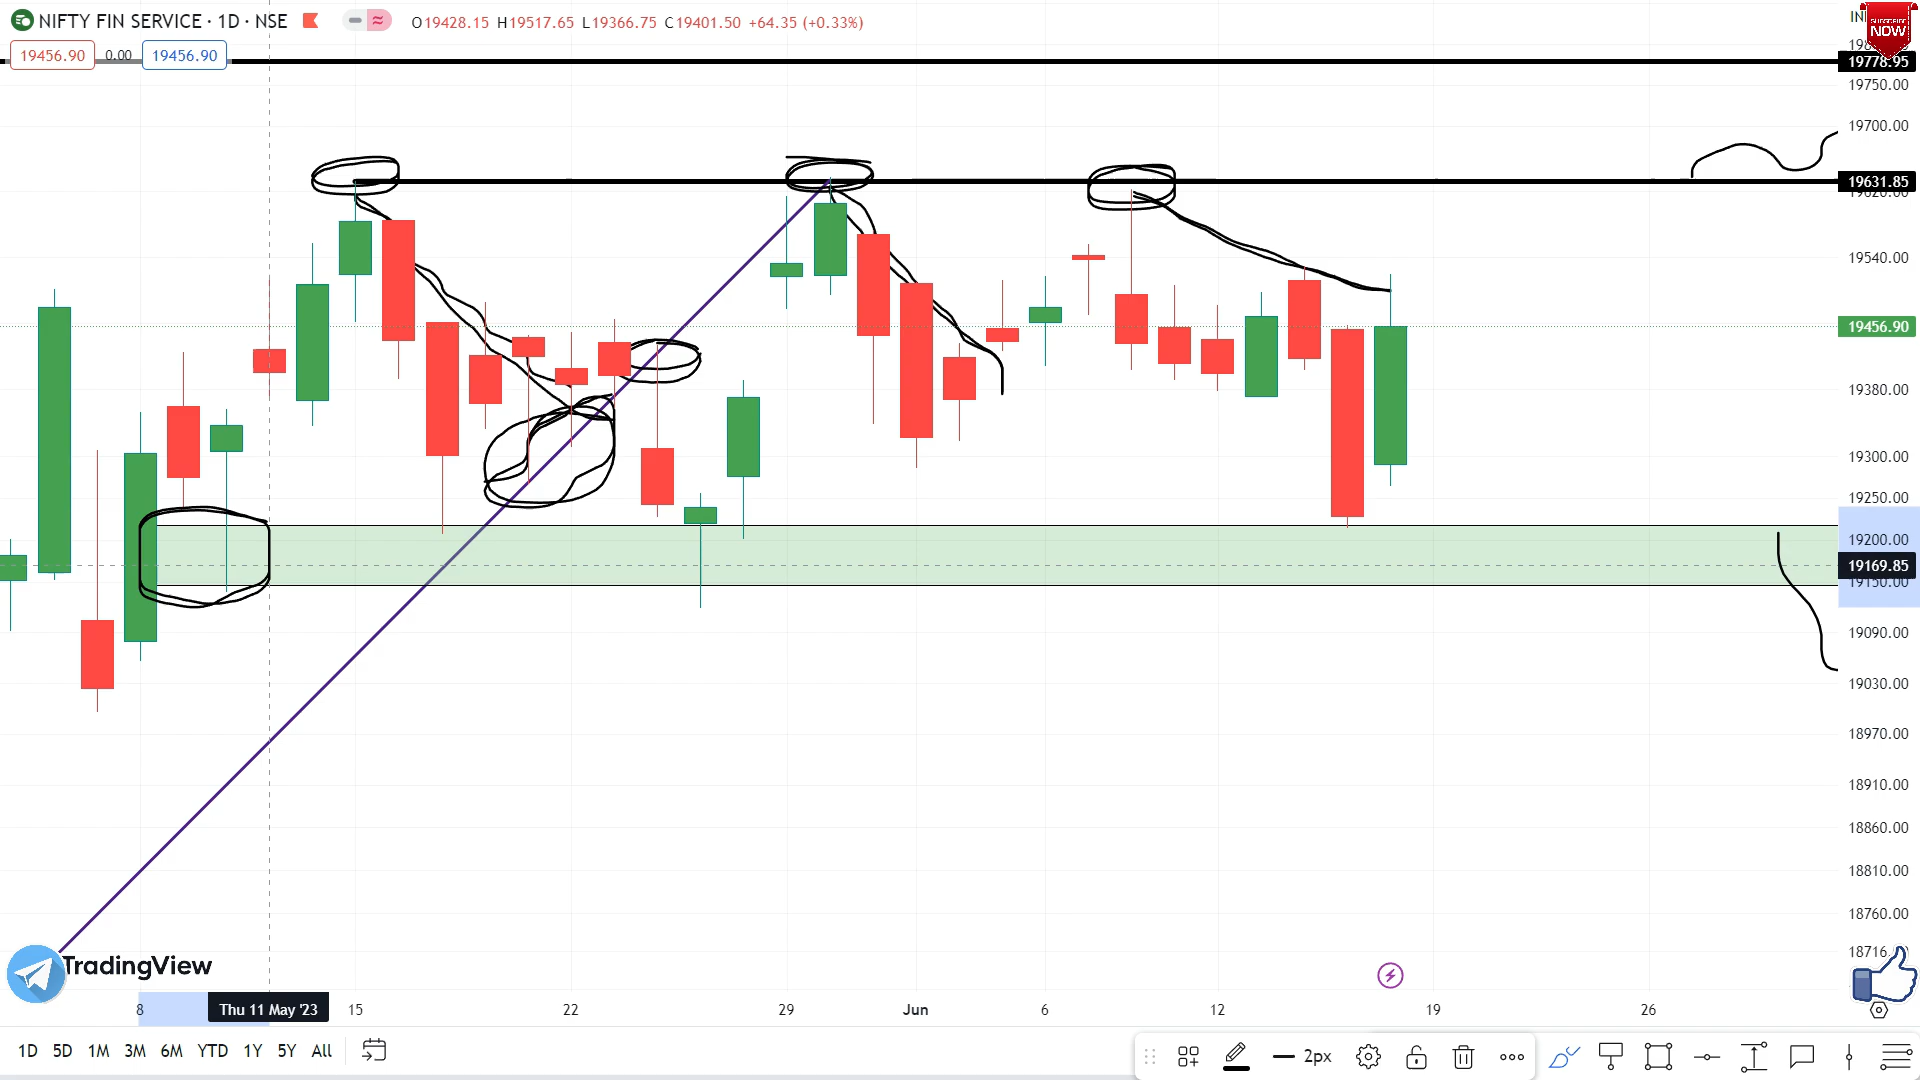 NIFTY FIN SERVICE · 1D · NSE O19428.15 H19517.65 L19366.75 C19401.50 +64.35 (+0.33%)
SUBSCRIBE
NOW
19456.90 0.00 19456.90
19778.95
19750.00
19700.00
19631.85
19540.00
19456.90
19380.00
19300.00
19250.00
19200.00
19169.85
19150.00
19090.00
19030.00
18970.00
18910.00
18860.00
18810.00
18760.00
18716
TradingView
8 Thu 11 May '23 15 22 29 Jun 6 12 19 26
1D 5D 1M 3M 6M YTD 1Y 5Y All
2px